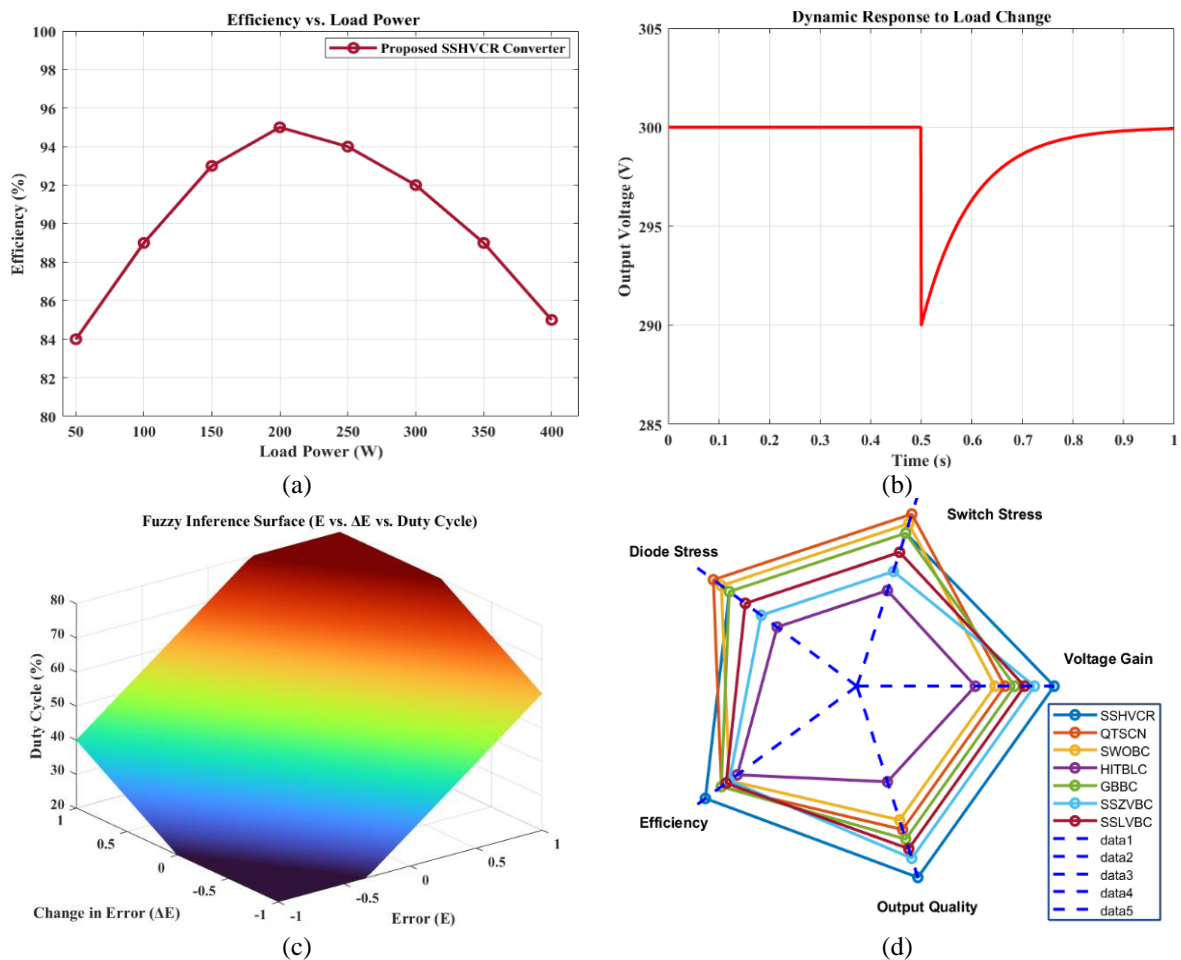 Efficiency vs. Load Power
100
98
96
94
92
90
88
86
84
82
80
Efficiency (%)
Proposed SSHVCR Converter
50 100 150 200 250 300 350 400
Load Power (W)
(a)
Dynamic Response to Load Change
305
300
295
290
285
Output Voltage (V)
0 0.1 0.2 0.3 0.4 0.5 0.6 0.7 0.8 0.9 1
Time (s)
(b)
Fuzzy Inference Surface (E vs. ΔE vs. Duty Cycle)
80
70
60
50
40
30
20
Duty Cycle (%)
1
0.5
0
-0.5
-1
Change in Error (ΔE)
-1
-0.5
0
0.5
1
Error (E)
(c)
Switch Stress
Diode Stress
Voltage Gain
Efficiency
Output Quality
SSHVCR
QTSCN
SWOBC
HITBLC
GBBC
SSZVBC
SSLVBC
data1
data2
data3
data4
data5
(d)